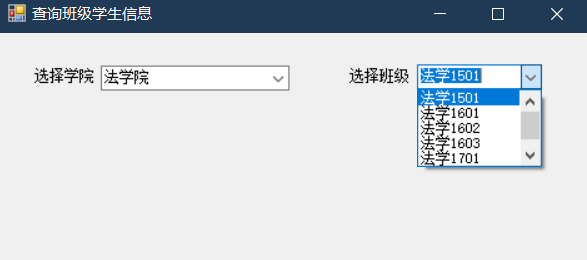 查询班级学生信息
选择学院 法学院 选择班级 法学1501
法学1501
法学1601
法学1602
法学1603
法学1701